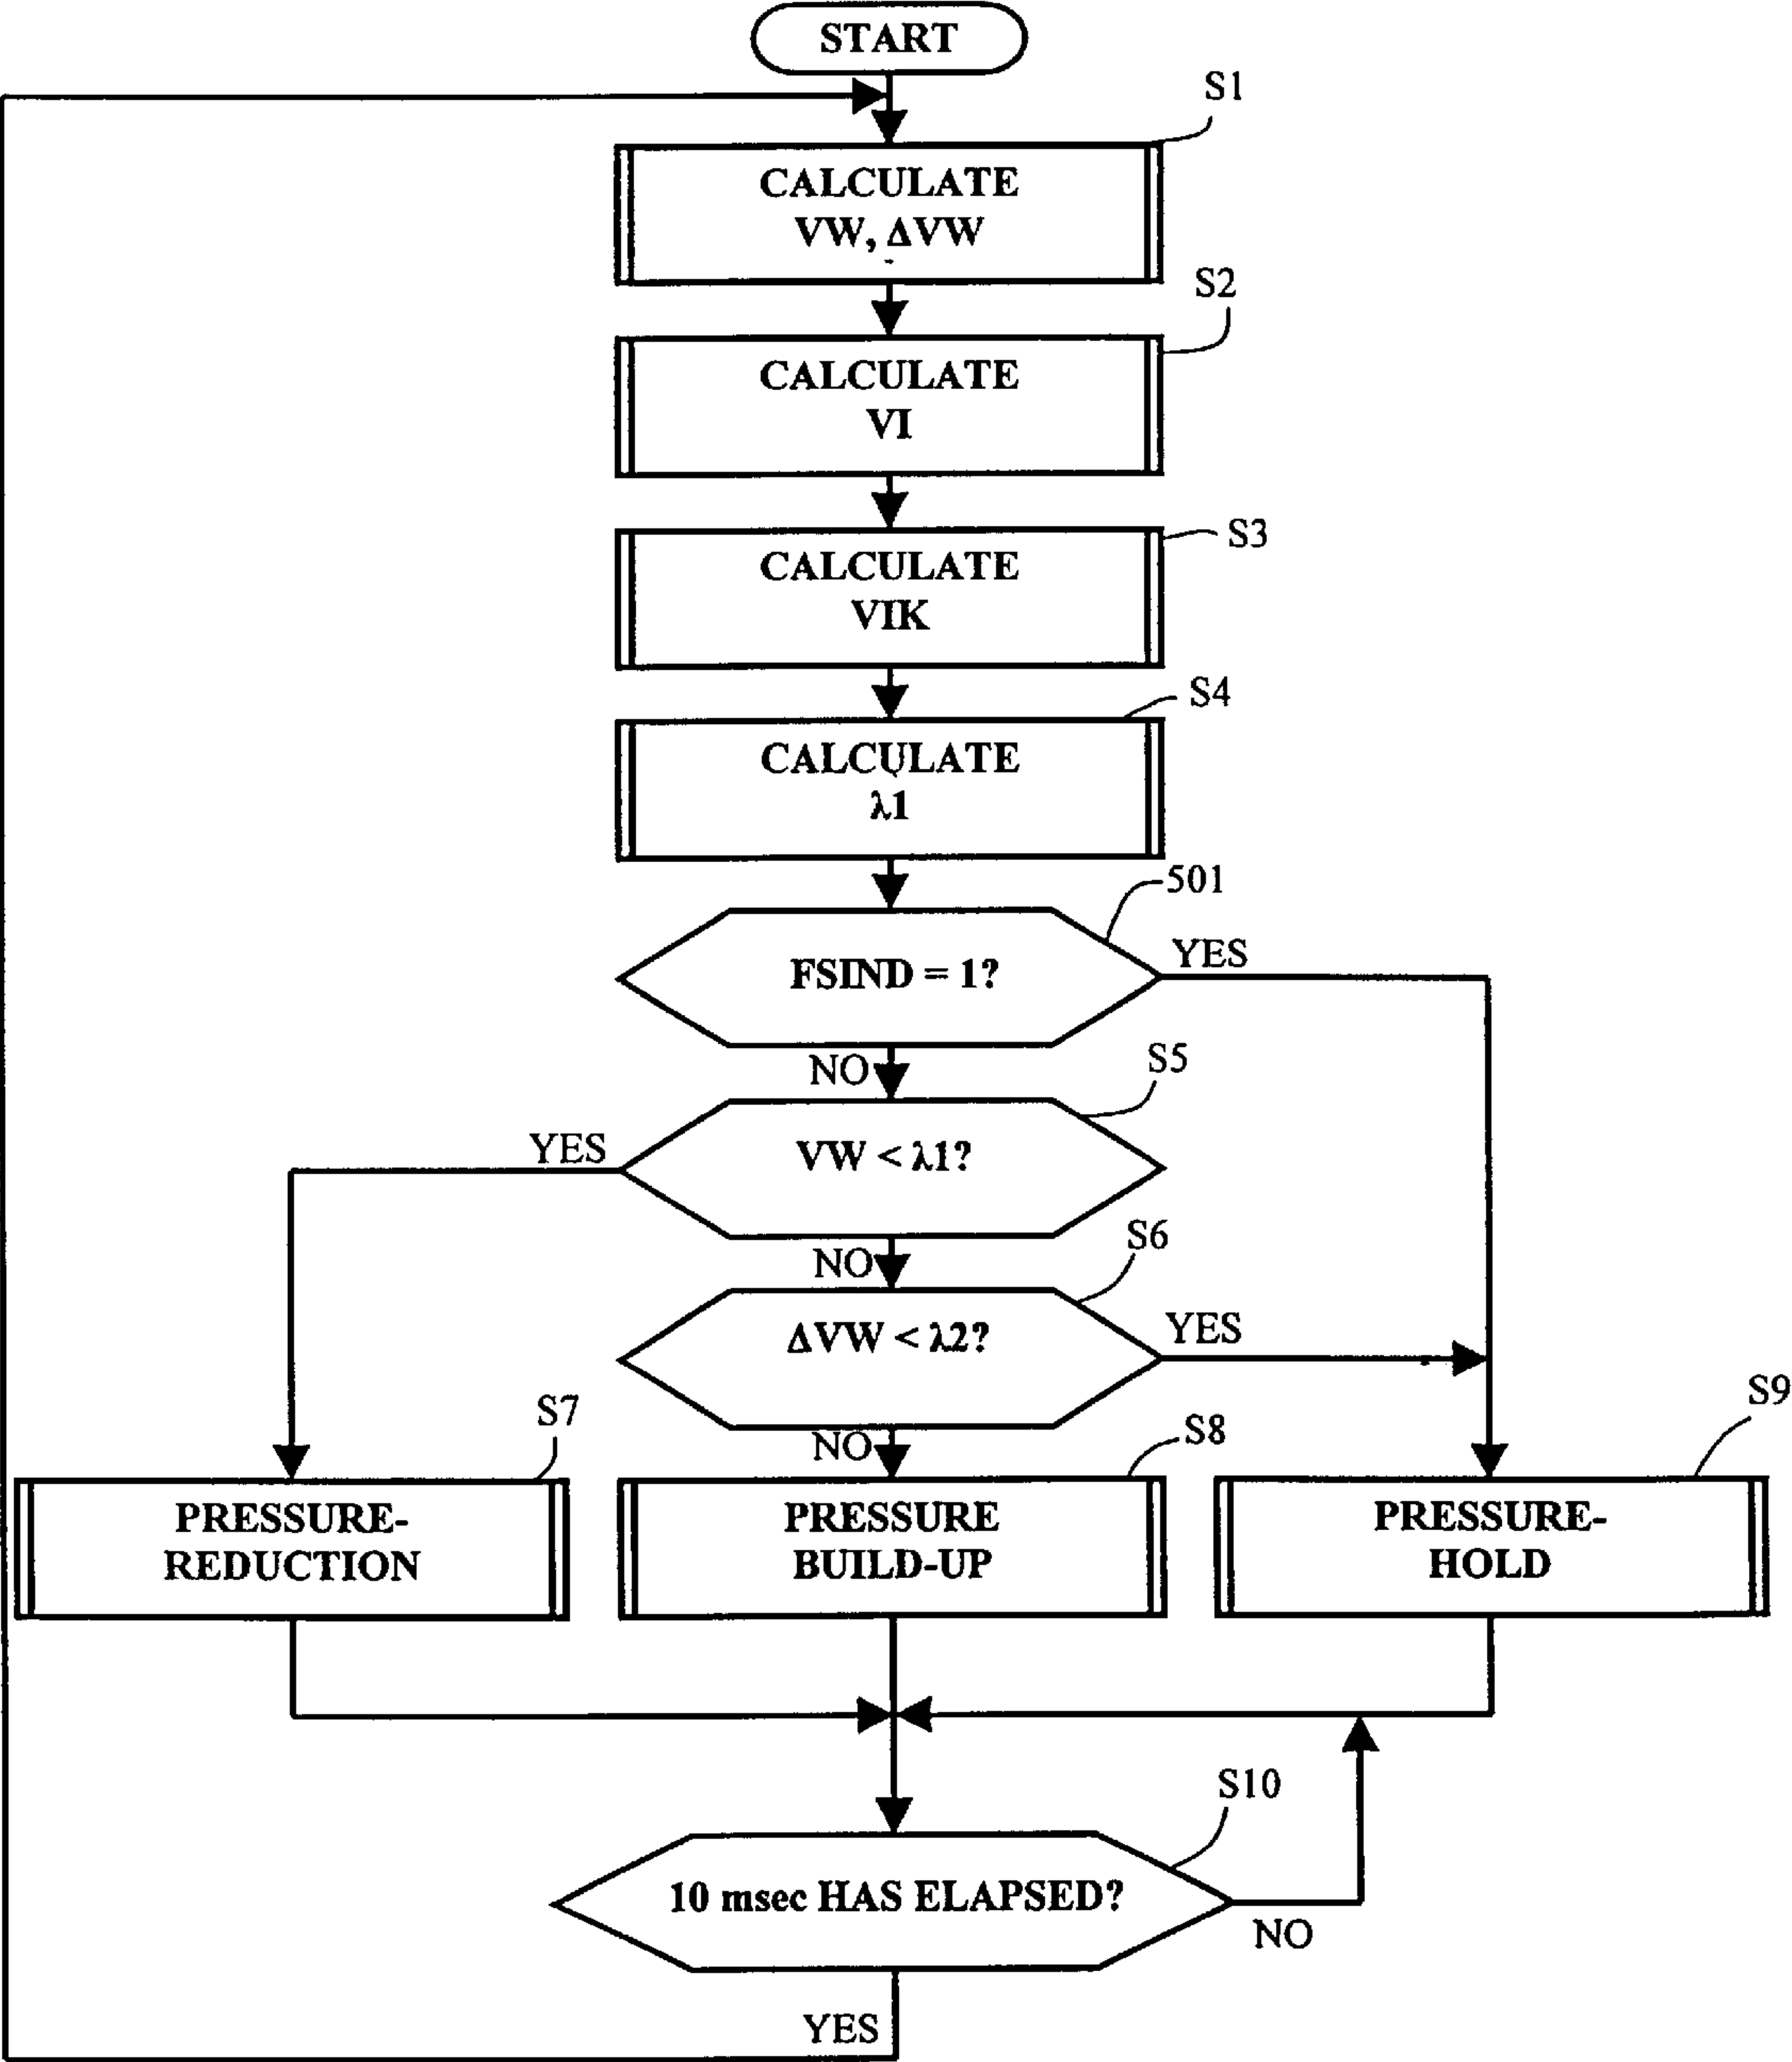 START
S1
CALCULATE
VW, ΔVW
S2
CALCULATE
VI
S3
CALCULATE
VIK
S4
CALCULATE
λ1
501
FSIND = 1?
YES
NO
S5
VW < λ1?
YES
NO
S6
ΔVW < λ2?
YES
NO
S7
PRESSURE-
REDUCTION
S8
PRESSURE
BUILD-UP
S9
PRESSURE-
HOLD
S10
10 msec HAS ELAPSED?
NO
YES